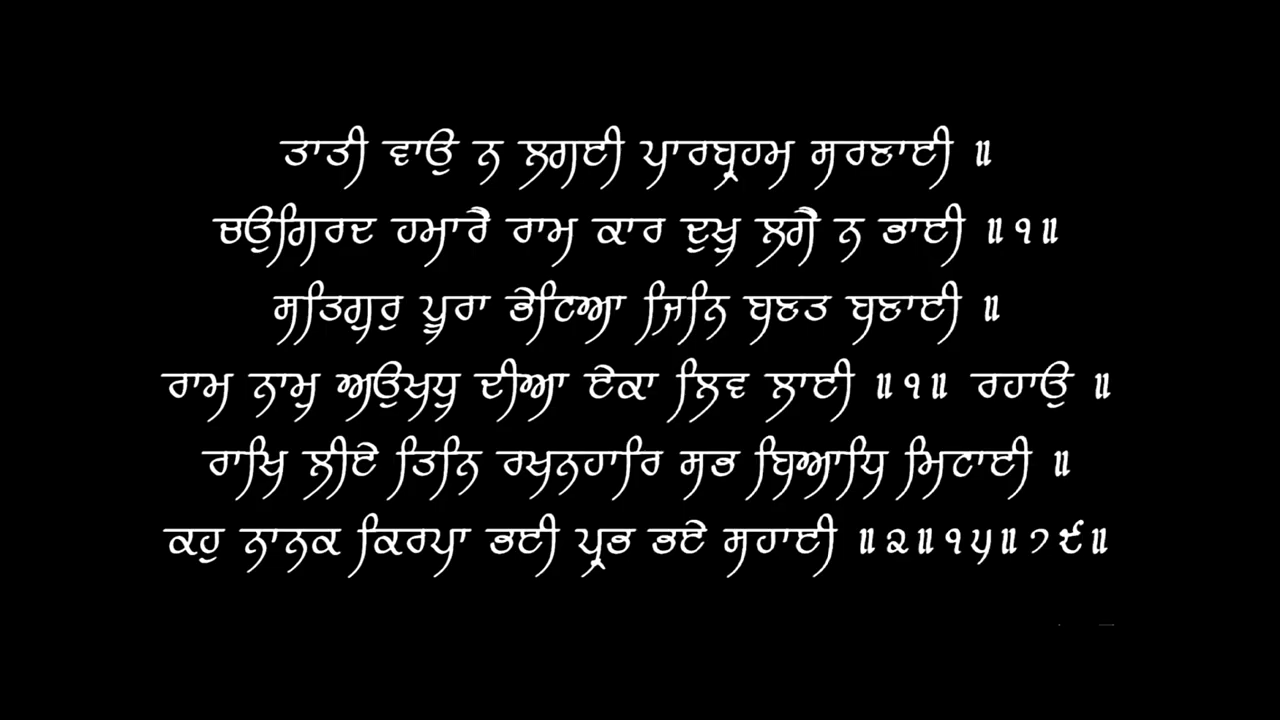 ਤਾਤੀ ਵਾਉ ਨ ਲਗਈ ਪਾਰਬ੍ਰਹਮ ਸਰਣਾਈ ॥
ਚਉਗਿਰਦ ਹਮਾਰੈ ਰਾਮ ਕਾਰ ਦੁਖੁ ਲਗੈ ਨ ਭਾਈ ॥੧॥
ਸਤਿਗੁਰੁ ਪੂਰਾ ਭੇਟਿਆ ਜਿਨਿ ਬਣਤ ਬਣਾਈ ॥
ਰਾਮ ਨਾਮੁ ਅਉਖਧੁ ਦੀਆ ਏਕਾ ਲਿਵ ਲਾਈ ॥੧॥ ਰਹਾਉ ॥
ਰਾਖਿ ਲੀਏ ਤਿਨਿ ਰਖਨਹਾਰਿ ਸਭ ਬਿਆਧਿ ਮਿਟਾਈ ॥
ਕਹੁ ਨਾਨਕ ਕਿਰਪਾ ਭਈ ਪ੍ਰਭ ਭਏ ਸਹਾਈ ॥੨॥੧੫॥੭੯॥